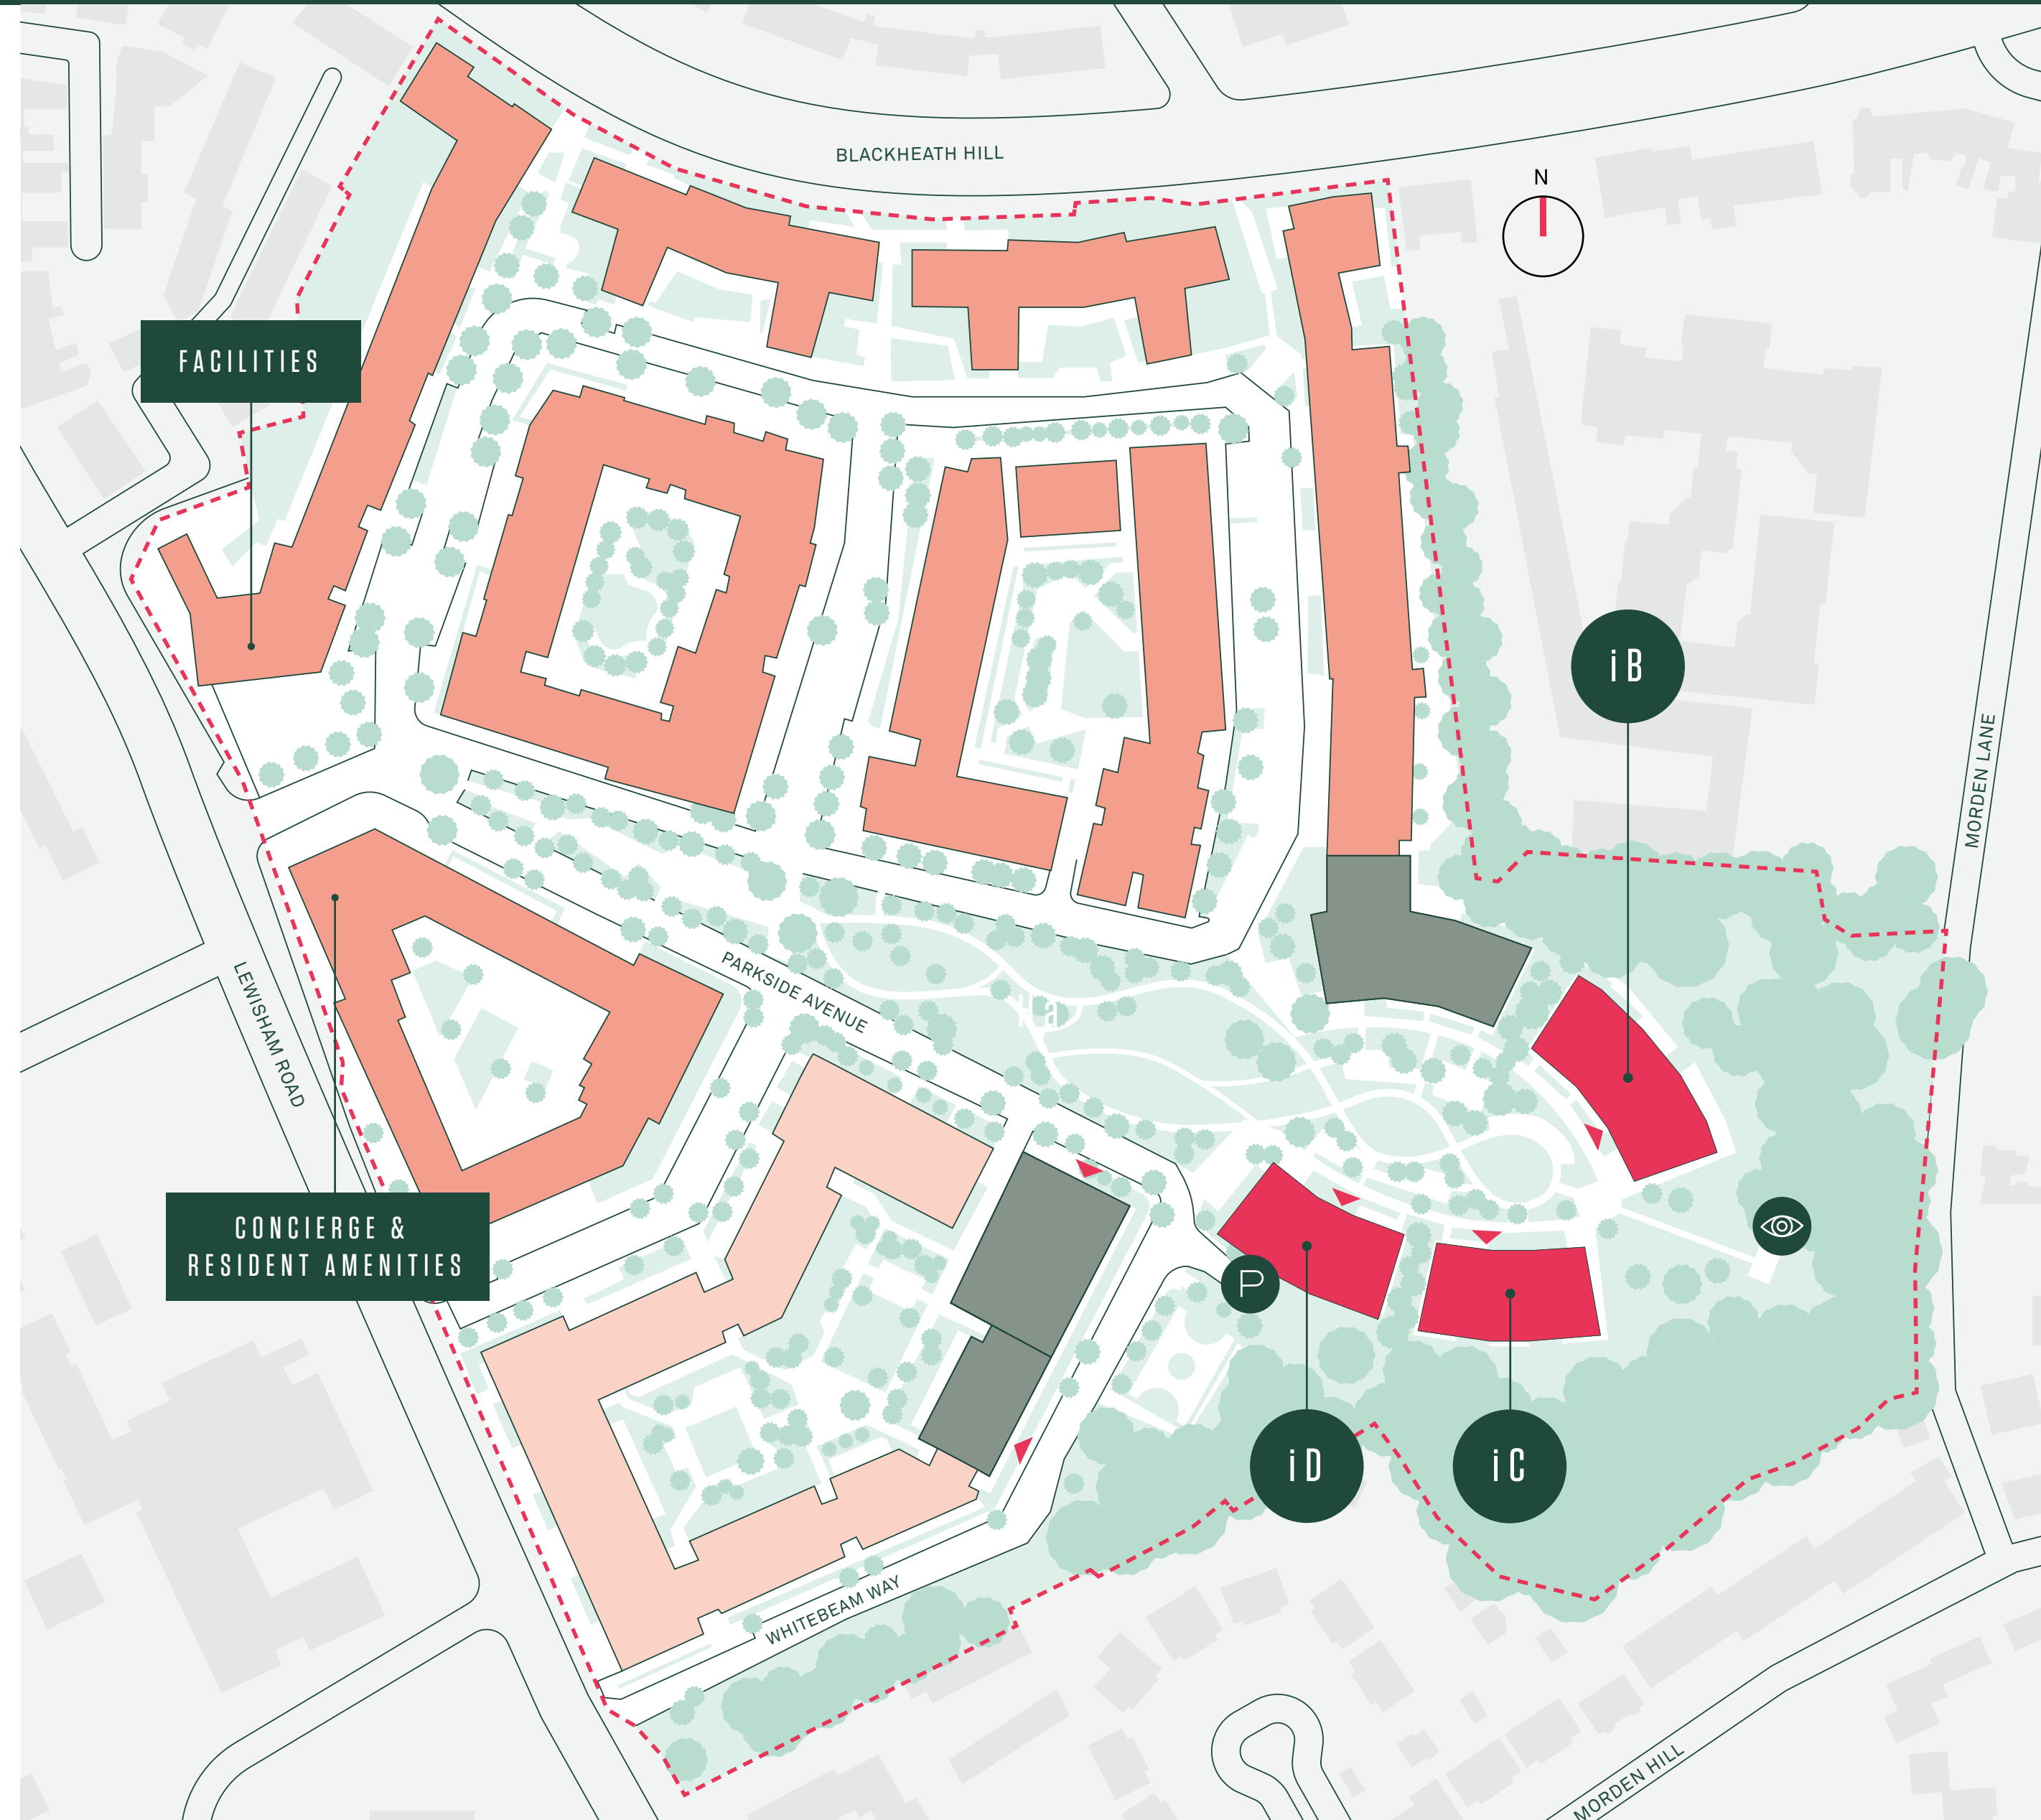 BLACKHEATH HILL
N
FACILITIES
iB
MORDEN LANE
PARKSIDE AVENUE
LEWISHAM ROAD
Ha
CONCIERGE &
RESIDENT AMENITIES
P
iD
iC
WHITEBEAM WAY
MORDEN HILL